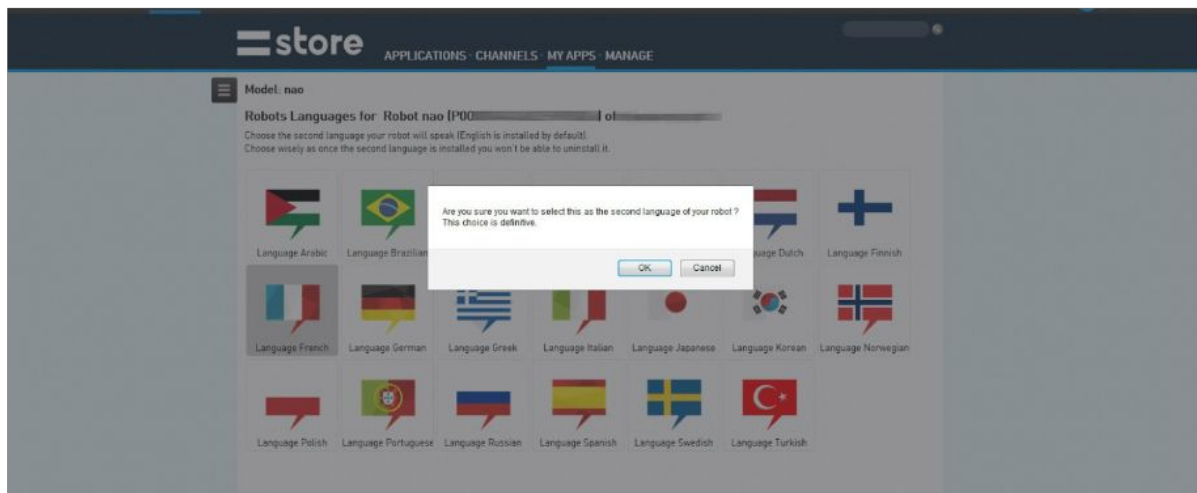 store APPLICATIONS · CHANNELS · MY APPS · MANAGE
Model: nao
Robots Languages for Robot nao [P00 ] of
Choose the second language your robot will speak (English is installed by default).
Choose wisely as once the second language is installed you won't be able to uninstall it.
Are you sure you want to select this as the second language of your robot ?
This choice is definitive.
OK Cancel
Language Arabic Language Brazilian guage Dutch Language Finnish
Language French Language German Language Greek Language Italian Language Japanese Language Korean Language Norwegian
Language Polish Language Portuguese Language Russian Language Spanish Language Swedish Language Turkish